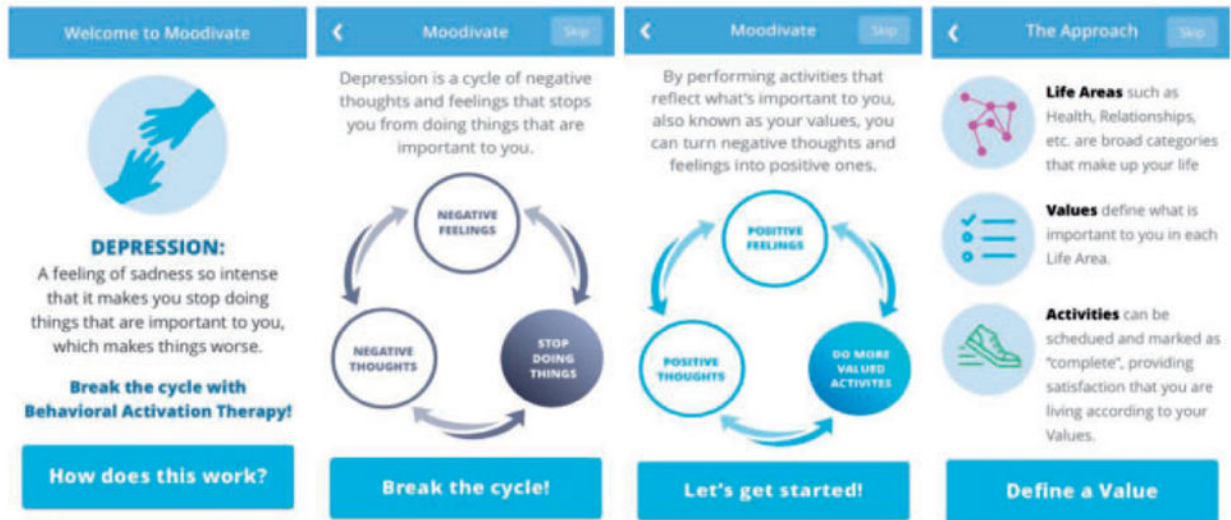 Welcome to Moodivate
DEPRESSION:
A feeling of sadness so intense
that it makes you stop doing
things that are important to you,
which makes things worse.
Break the cycle with
Behavioral Activation Therapy!
How does this work?
Moodivate
Skip
Depression is a cycle of negative
thoughts and feelings that stops
you from doing things that are
important to you.
NEGATIVE
FEELINGS
NEGATIVE
THOUGHTS
STOP
DOING
THINGS
Break the cycle!
Moodivate
Skip
By performing activities that
reflect what's important to you,
also known as your values, you
can turn negative thoughts and
feelings into positive ones.
POSITIVE
FEELINGS
POSITIVE
THOUGHTS
DO MORE
VALUED
ACTIVITES
Let's get started!
The Approach
Skip
Life Areas such as
Health, Relationships,
etc. are broad categories
that make up your life
Values define what is
important to you in each
Life Area.
Activities can be
schedued and marked as
"complete", providing
satisfaction that you are
living according to your
Values.
Define a Value